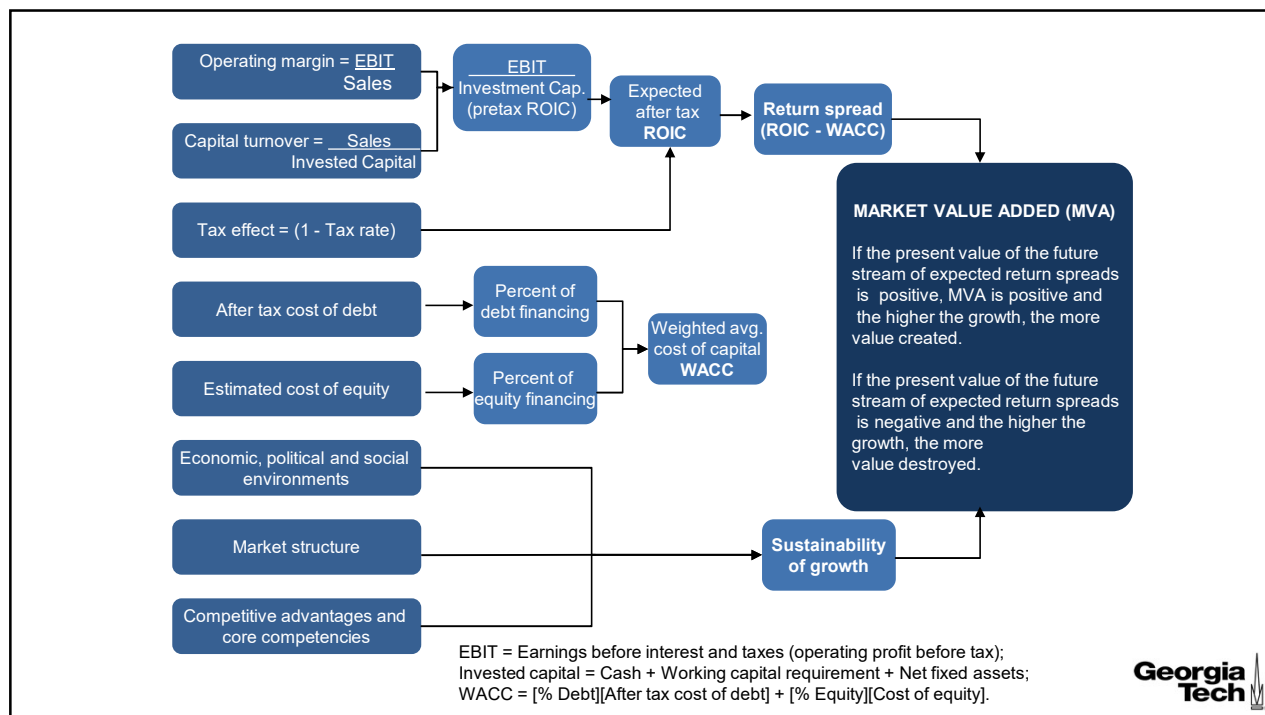 Operating margin = EBIT
Sales
Capital turnover = Sales
Invested Capital
Tax effect = (1 - Tax rate)
After tax cost of debt
Estimated cost of equity
Economic, political and social
environments
Market structure
Competitive advantages and
core competencies
EBIT
Investment Cap.
(pretax ROIC)
Expected
after tax
ROIC
Return spread
(ROIC - WACC)
Percent of
debt financing
Percent of
equity financing
Weighted avg.
cost of capital
WACC
Sustainability
of growth
MARKET VALUE ADDED (MVA)
If the present value of the future
stream of expected return spreads
is positive, MVA is positive and
the higher the growth, the more
value created.
If the present value of the future
stream of expected return spreads
is negative and the higher the
growth, the more
value destroyed.
EBIT = Earnings before interest and taxes (operating profit before tax);
Invested capital = Cash + Working capital requirement + Net fixed assets;
WACC = [% Debt][After tax cost of debt] + [% Equity][Cost of equity].
Georgia
Tech